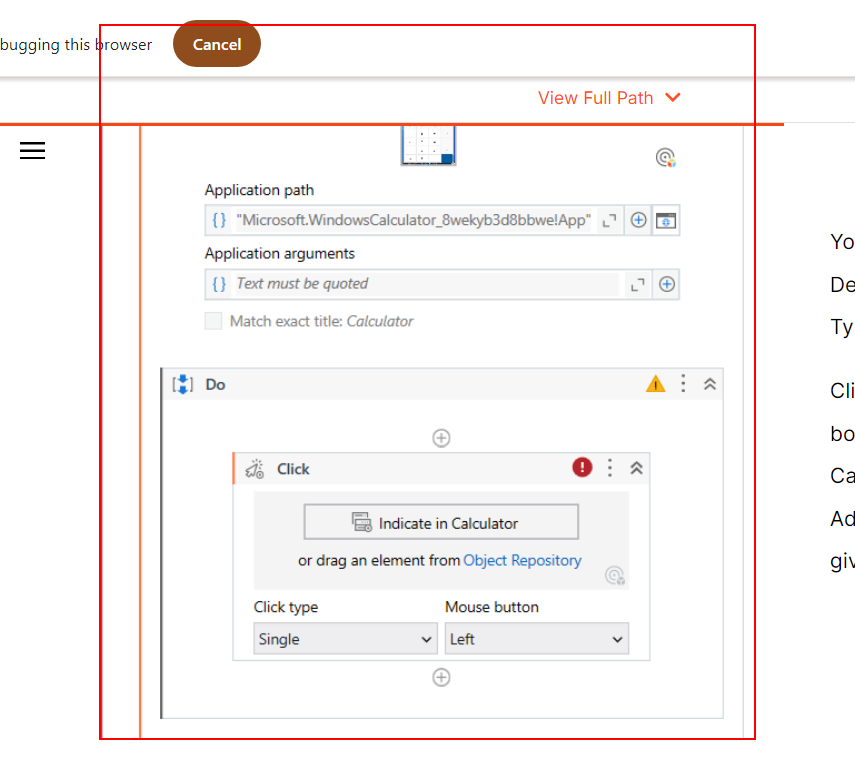 bugging this browser
Cancel
View Full Path
Application path
"Microsoft.WindowsCalculator_8wekyb3d8bbwe!App"
Application arguments
Text must be quoted
Match exact title: Calculator
Do
Click
Indicate in Calculator
or drag an element from Object Repository
Click type
Mouse button
Single
Left
Yo
De
Ty
Cli
bo
Ca
Ad
giv